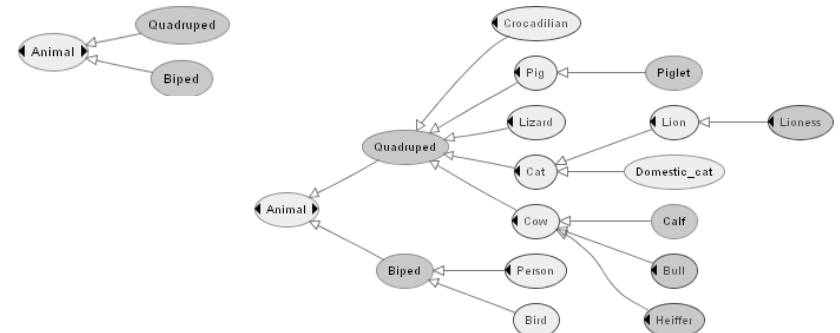 Quadruped
Animal
Biped
Crocadilian
Pig
Piglet
Lizard
Lion
Lioness
Quadruped
Cat
Domestic_cat
Animal
Cow
Calf
Biped
Person
Bull
Bird
Heiffer